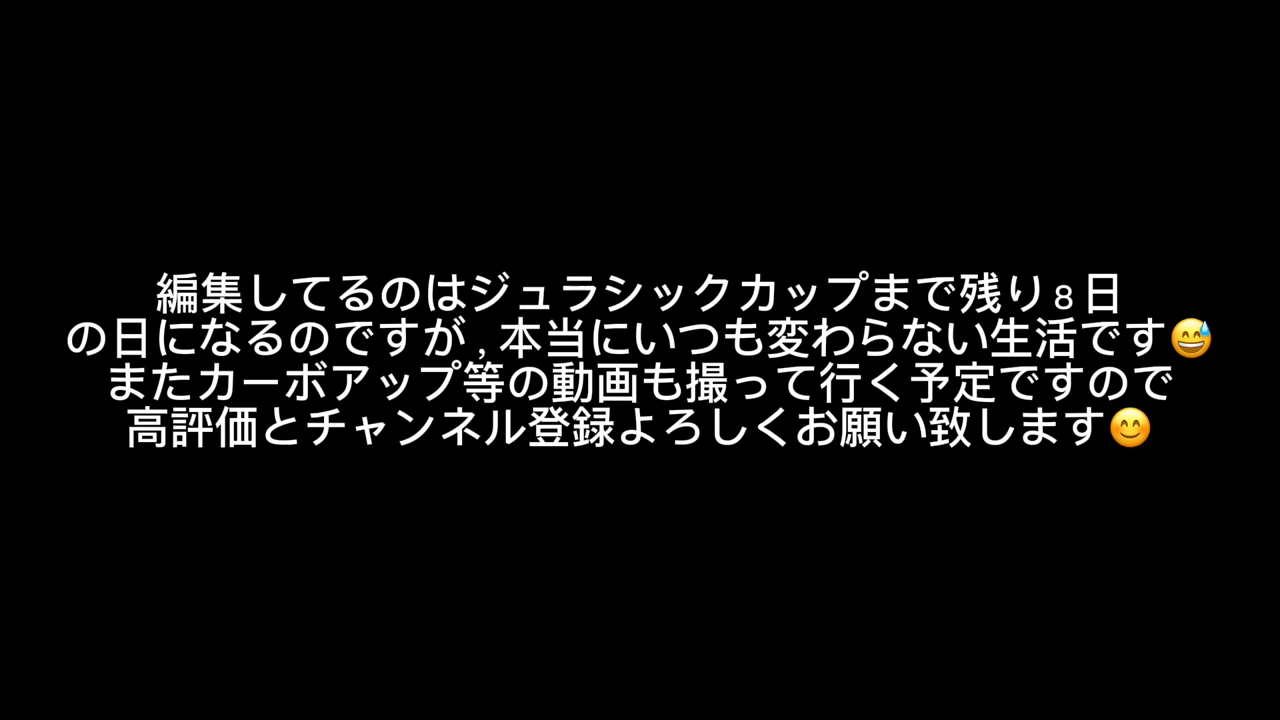 編集してるのはジュラシックカップまで残り8日
の日になるのですが,本当にいつも変わらない生活です😅
またカーボアップ等の動画も撮って行く予定ですので
高評価とチャンネル登録よろしくお願い致します😊